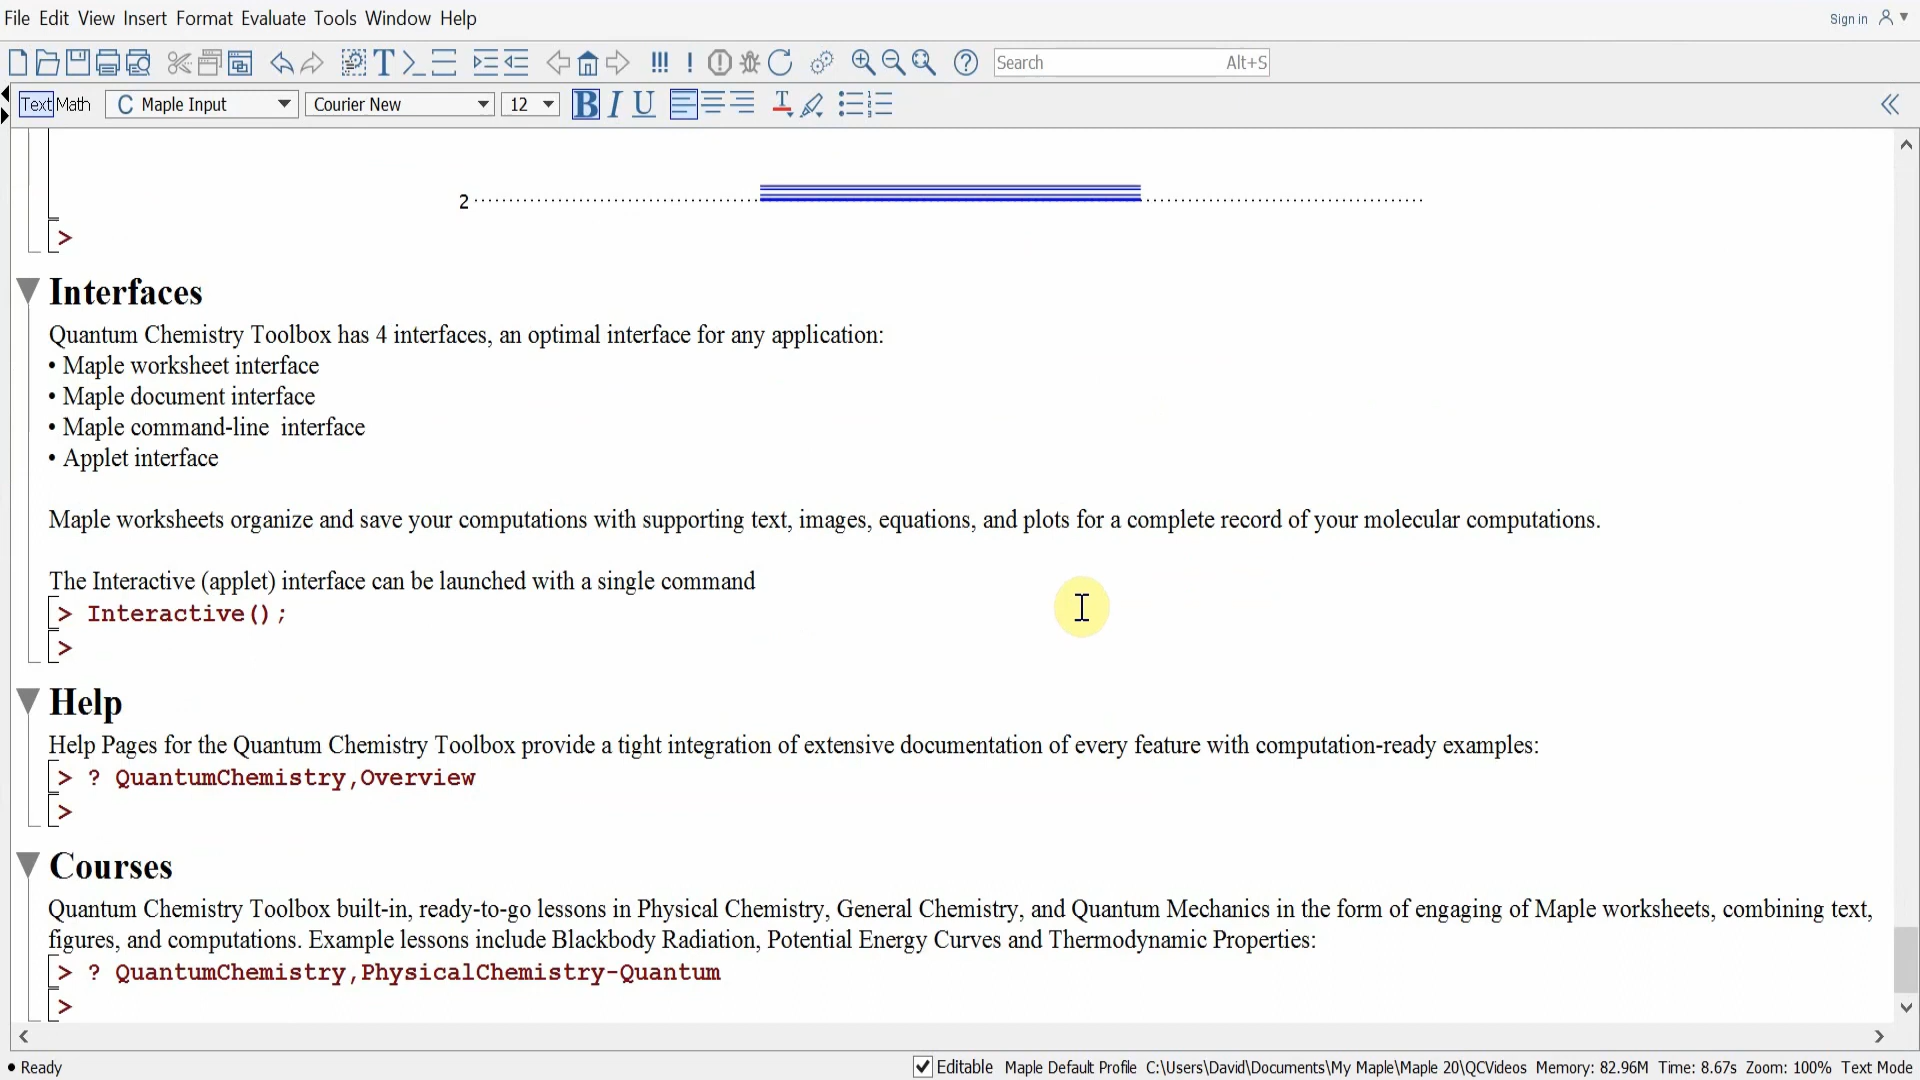 File Edit View Insert Format Evaluate Tools Window Help
Sign in
Search Alt+S
Text Math C Maple Input Courier New 12 B I U
2
>
Interfaces
Quantum Chemistry Toolbox has 4 interfaces, an optimal interface for any application:
• Maple worksheet interface
• Maple document interface
• Maple command-line  interface
• Applet interface
Maple worksheets organize and save your computations with supporting text, images, equations, and plots for a complete record of your molecular computations.
The Interactive (applet) interface can be launched with a single command
> Interactive();
>
Help
Help Pages for the Quantum Chemistry Toolbox provide a tight integration of extensive documentation of every feature with computation-ready examples:
> ? QuantumChemistry,Overview
>
Courses
Quantum Chemistry Toolbox built-in, ready-to-go lessons in Physical Chemistry, General Chemistry, and Quantum Mechanics in the form of engaging of Maple worksheets, combining text,
figures, and computations. Example lessons include Blackbody Radiation, Potential Energy Curves and Thermodynamic Properties:
> ? QuantumChemistry,PhysicalChemistry-Quantum
>
• Ready Editable Maple Default Profile C:\Users\David\Documents\My Maple\Maple 20\QCVideos Memory: 82.96M Time: 8.67s Zoom: 100% Text Mode